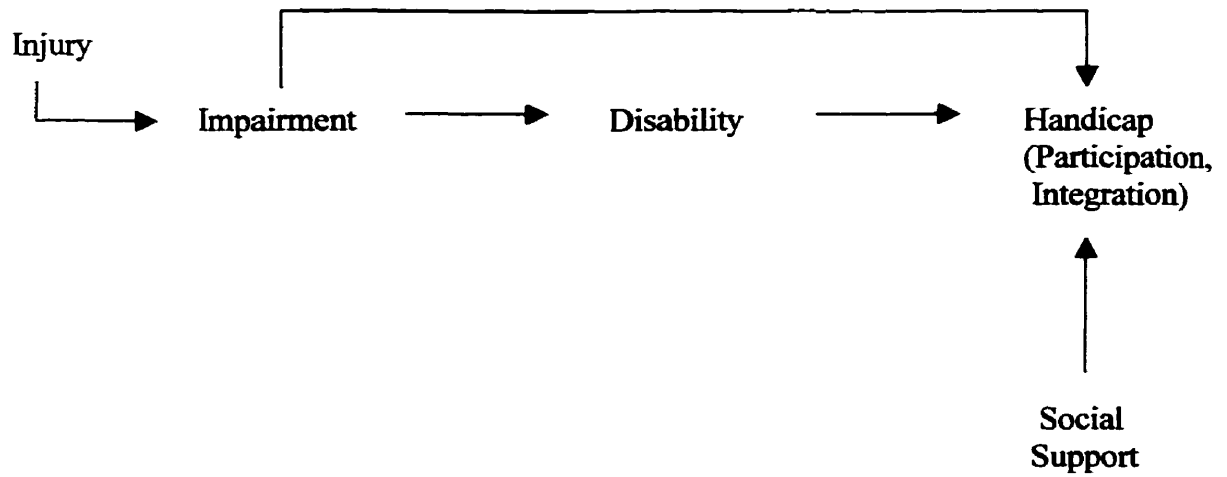 Injury
Impairment
Disability
Handicap
(Participation,
Integration)
Social
Support